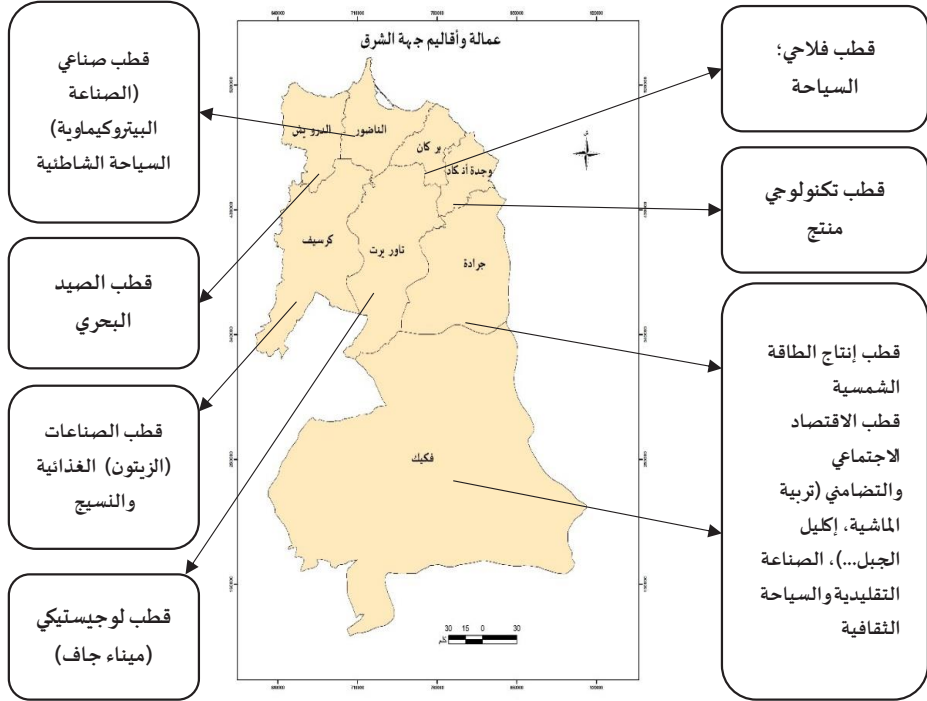 عمالة وأقاليم جهة الشرق
قطب فلاحي؛
السياحة
قطب تكنولوجي
منتج
قطب إنتاج الطاقة
الشمسية
قطب الاقتصاد
الاجتماعي
والتضامني (تربية
الماشية، إكليل
الجبل...)، الصناعة
التقليدية والسياحة
الثقافية
الناضور
الدرويش
بركان
وجدة أنكاد
تاوريرت
كرسيف
جرادة
فكيك
30 15 0 30
كلم
قطب صناعي
(الصناعة
البيتروكيماوية)
السياحة الشاطئية
قطب الصيد
البحري
قطب الصناعات
(الزيتون) الغذائية
والنسيج
قطب لوجيستيكي
(ميناء جاف)